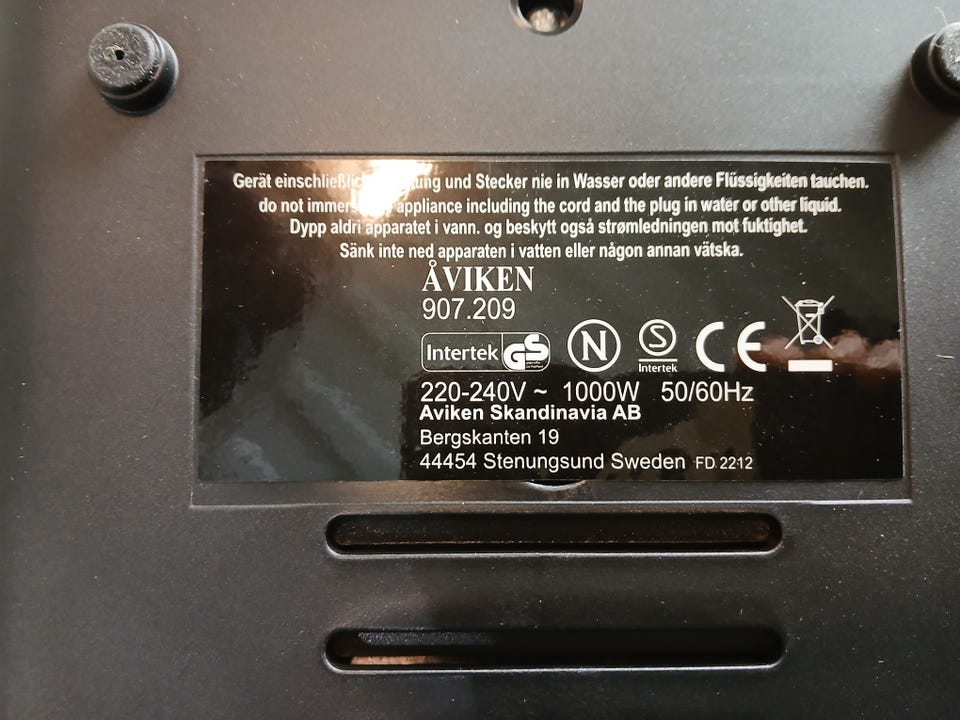 Gerät einschließlich und Stecker nie in Wasser oder andere Flüssigkeiten tauchen.
do not immerse appliance including the cord and the plug in water or other liquid.
Dypp aldri apparatet i vann. og beskytt også strømledningen mot fuktighet.
Sänk inte ned apparaten i vatten eller någon annan vätska.
ÅVIKEN
907.209
Intertek GS N S Intertek CE
220-240V ~ 1000W 50/60Hz
Aviken Skandinavia AB
Bergskanten 19
44454 Stenungsund Sweden FD 2212